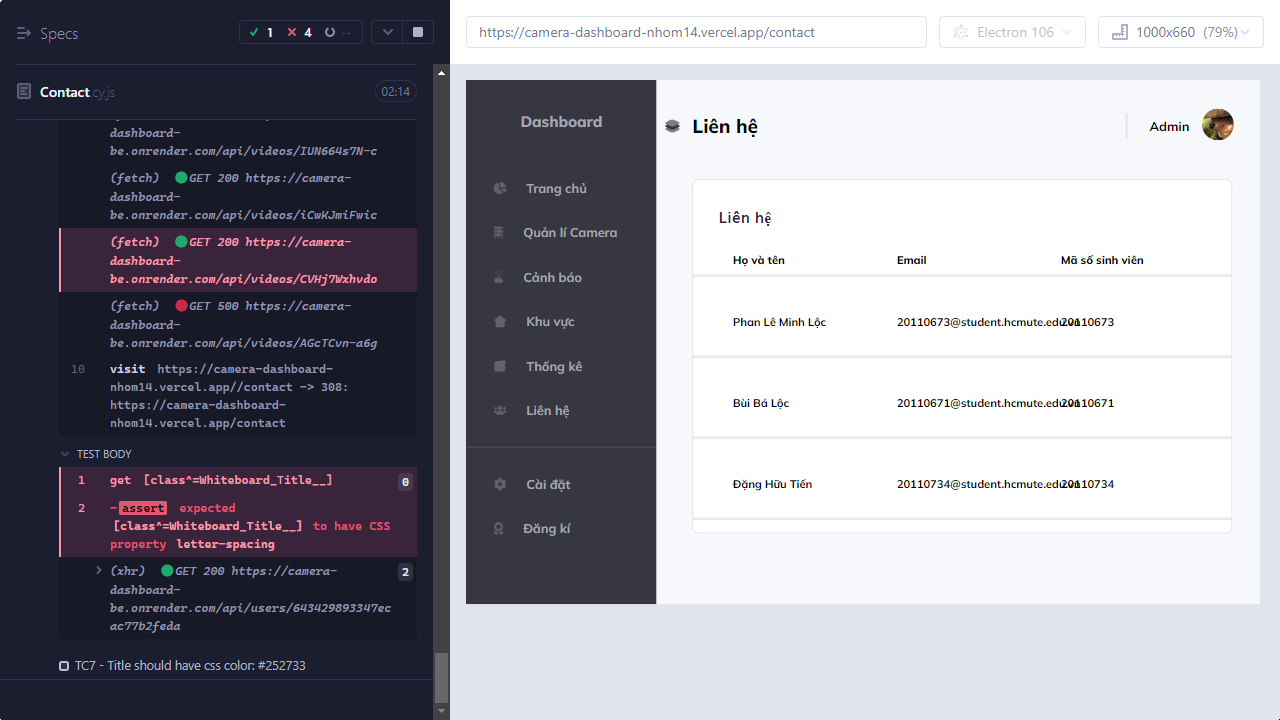 Specs
1
4
--
https://camera-dashboard-nhom14.vercel.app/contact
Electron 106
1000x660 (79%)
Contact.cy.js
02:14
dashboard-
be.onrender.com/api/videos/IUN664s7N-c
(fetch) GET 200 https://camera-
dashboard-
be.onrender.com/api/videos/iCwKJmiFwic
(fetch) GET 200 https://camera-
dashboard-
be.onrender.com/api/videos/CVHj7Wxhvdo
(fetch) GET 500 https://camera-
dashboard-
be.onrender.com/api/videos/AGcTCvn-a6g
10 visit https://camera-dashboard-
nhom14.vercel.app//contact -> 308:
https://camera-dashboard-
nhom14.vercel.app/contact
TEST BODY
1 get [class^=Whiteboard_Title__] 0
2 -assert expected
[class^=Whiteboard_Title__] to have CSS
property letter-spacing
(xhr) GET 200 https://camera- 2
dashboard-
be.onrender.com/api/users/643429893347ec
ac77b2feda
TC7 - Title should have css color: #252733
Dashboard
Trang chủ
Quản lí Camera
Cảnh báo
Khu vực
Thống kê
Liên hệ
Cài đặt
Đăng kí
Liên hệ
Admin
Liên hệ
Họ và tên Email Mã số sinh viên
Phan Lê Minh Lộc 20110673@student.hcmute.edu.vn 20110673
Bùi Bá Lộc 20110671@student.hcmute.edu.vn 20110671
Đặng Hữu Tiến 20110734@student.hcmute.edu.vn 20110734